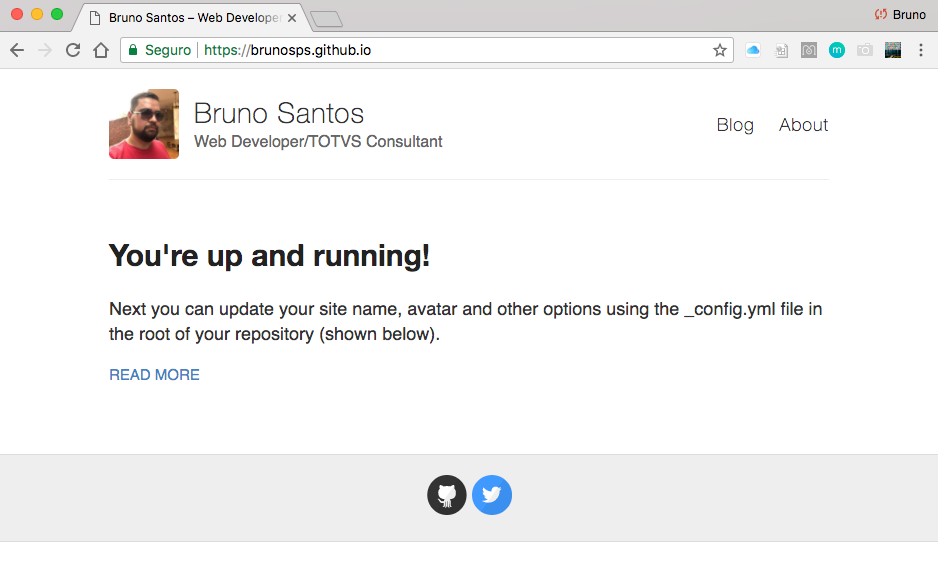 Bruno Santos – Web Developer
Bruno
Seguro
https://brunosps.github.io
Bruno Santos
Web Developer/TOTVS Consultant
Blog
About
You're up and running!
Next you can update your site name, avatar and other options using the _config.yml file in
the root of your repository (shown below).
READ MORE